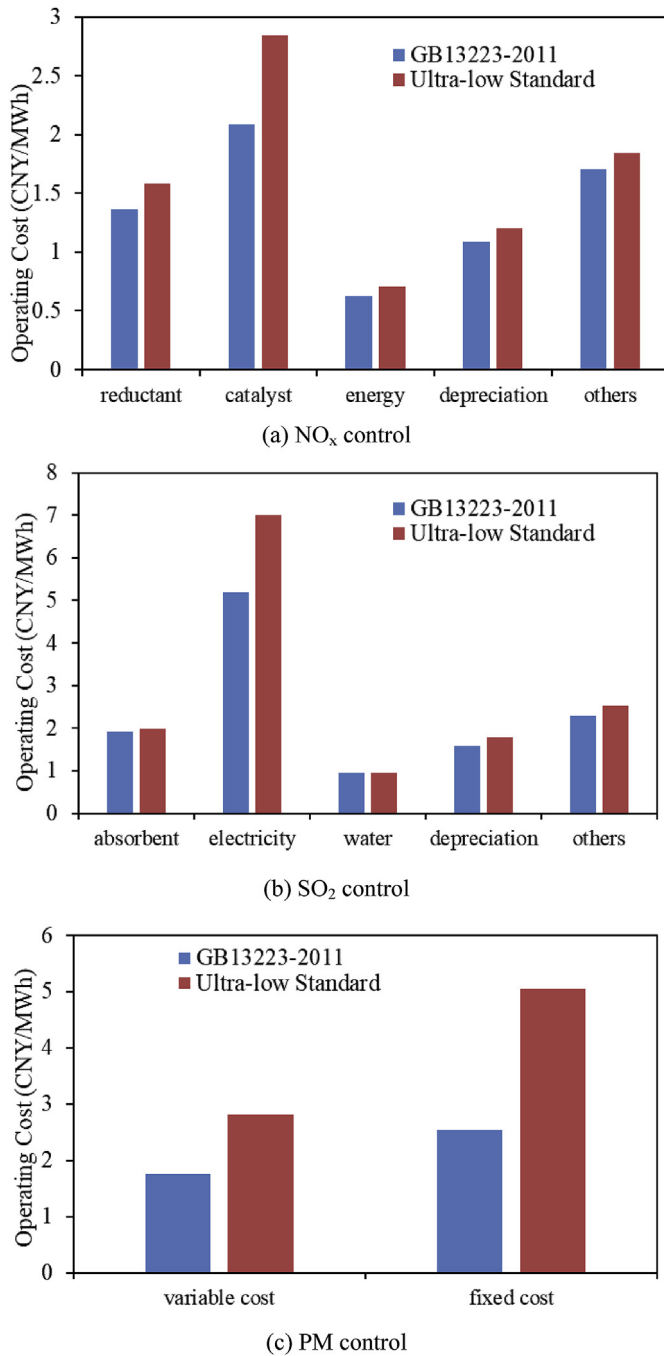 3
2.5
2
1.5
1
0.5
0
Operating Cost (CNY/MWh)
GB13223-2011
Ultra-low Standard
reductant catalyst energy depreciation others
(a) NOx control
8
7
6
5
4
3
2
1
0
Operating Cost (CNY/MWh)
GB13223-2011
Ultra-low Standard
absorbent electricity water depreciation others
(b) SO2 control
6
5
4
3
2
1
0
Operating Cost (CNY/MWh)
GB13223-2011
Ultra-low Standard
variable cost fixed cost
(c) PM control